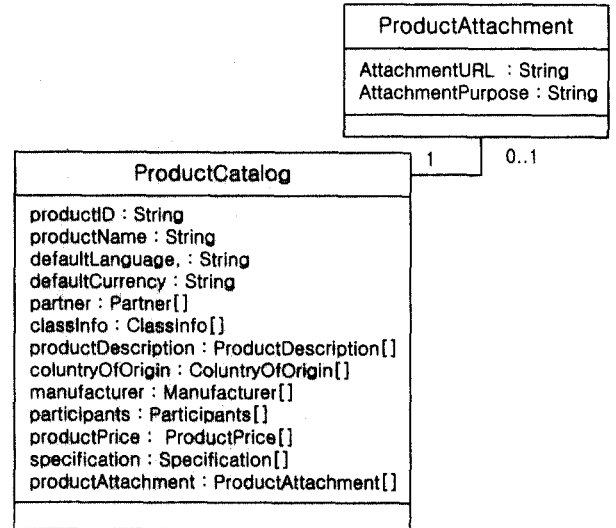 ProductAttachment
AttachmentURL : String
AttachmentPurpose : String
1
0..1
ProductCatalog
productID : String
productName : String
defaultLanguage, : String
defaultCurrency : String
partner : Partner[]
classInfo : ClassInfo[]
productDescription : ProductDescription[]
coluntryOfOrigin : ColuntryOfOrigin[]
manufacturer : Manufacturer[]
participants : Participants[]
productPrice : ProductPrice[]
specification : Specification[]
productAttachment : ProductAttachment[]